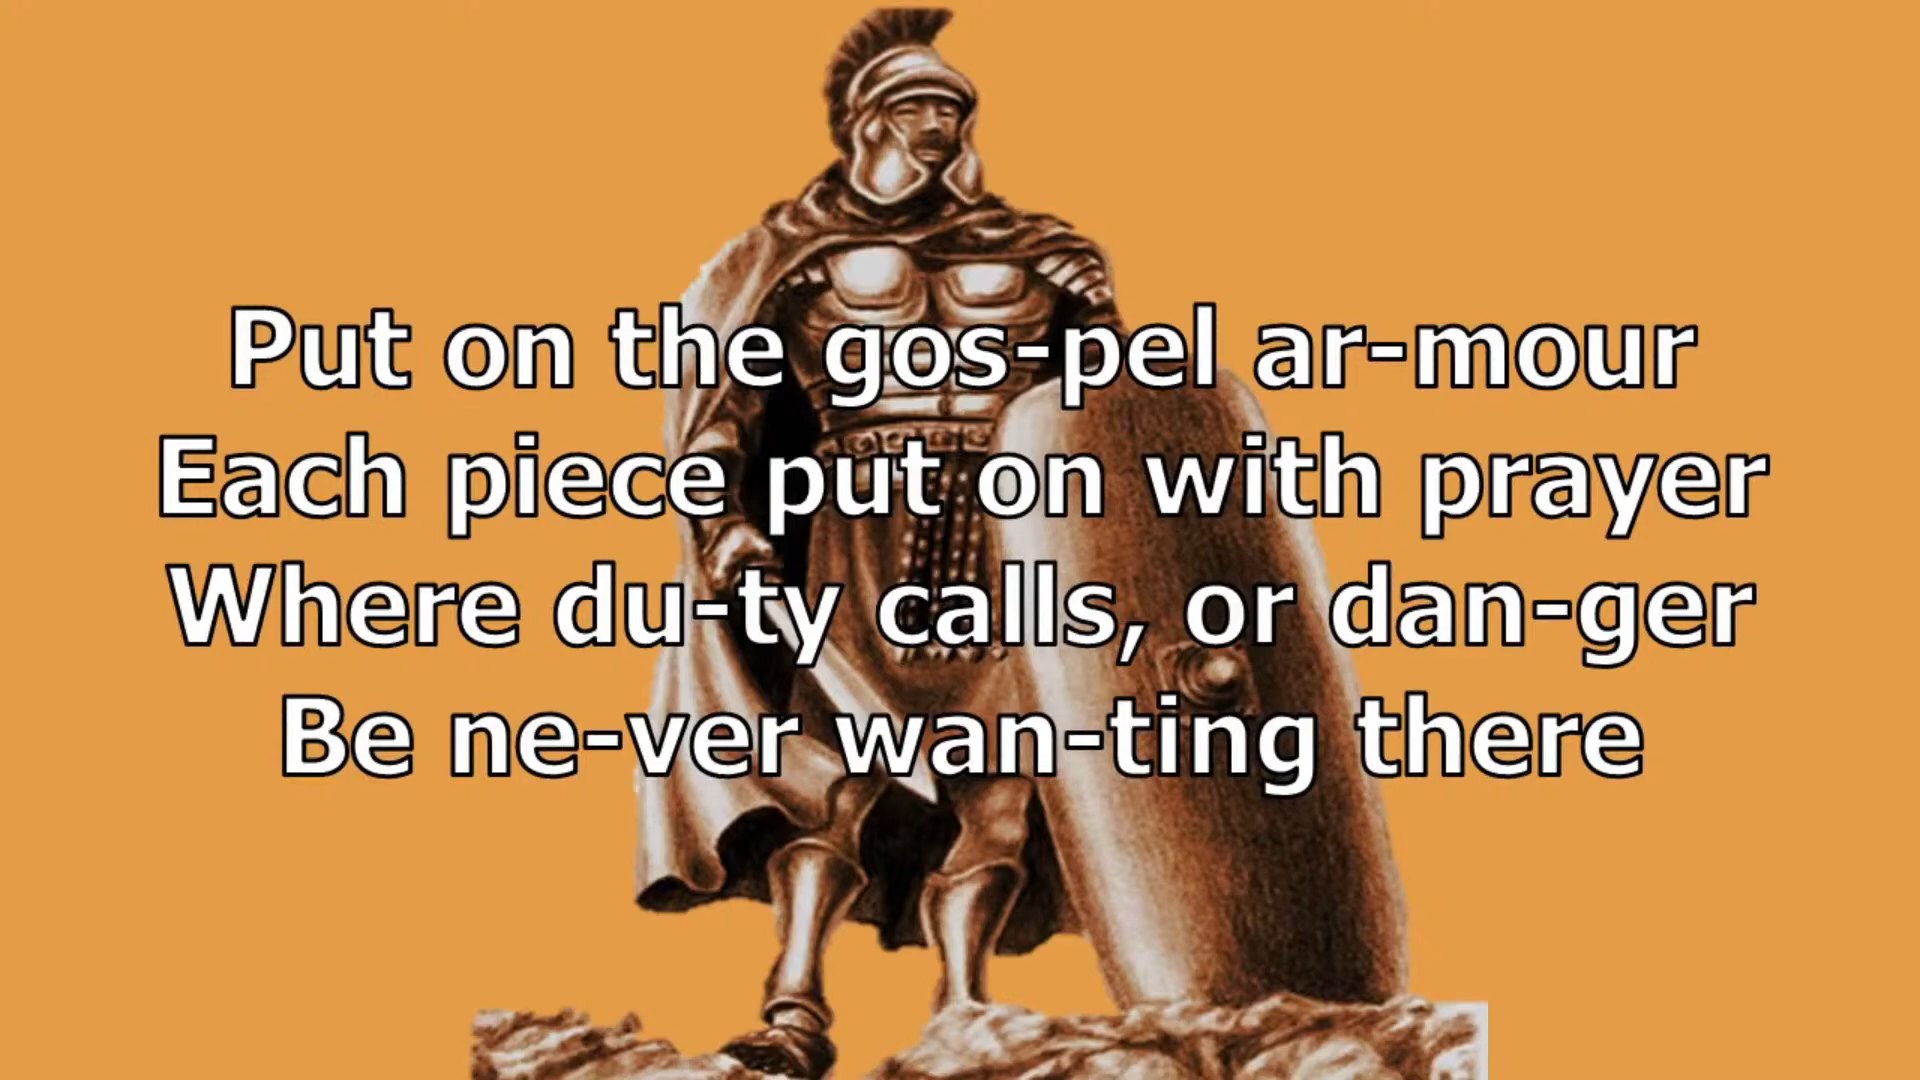 Put on the gos-pel ar-mour
Each piece put on with prayer
Where du-ty calls, or dan-ger
Be ne-ver wan-ting there